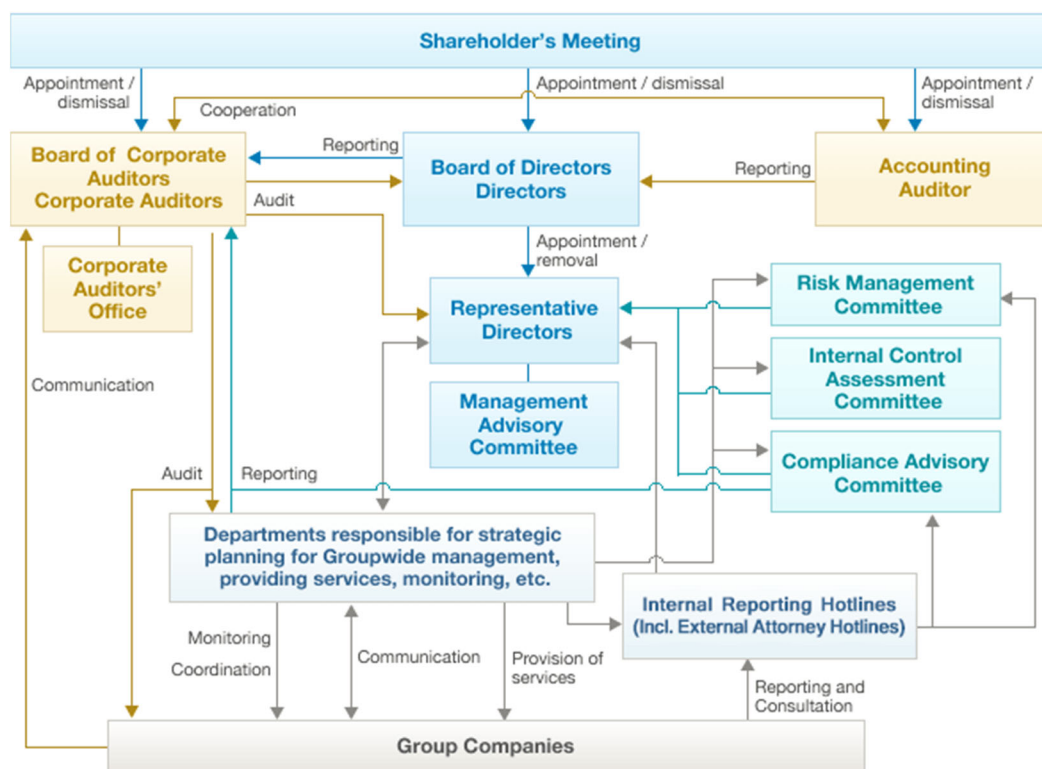 Shareholder's Meeting
Appointment /
dismissal
Cooperation
Appointment / dismissal
Appointment /
dismissal
Board of Corporate
Auditors
Corporate Auditors
Reporting
Board of Directors
Directors
Reporting
Accounting
Auditor
Audit
Appointment /
removal
Corporate
Auditors'
Office
Representative
Directors
Risk Management
Committee
Communication
Internal Control
Assessment
Committee
Management
Advisory
Committee
Compliance Advisory
Committee
Audit
Reporting
Departments responsible for strategic
planning for Groupwide management,
providing services, monitoring, etc.
Internal Reporting Hotlines
(Incl. External Attorney Hotlines)
Monitoring
Coordination
Communication
Provision of
services
Reporting and
Consultation
Group Companies